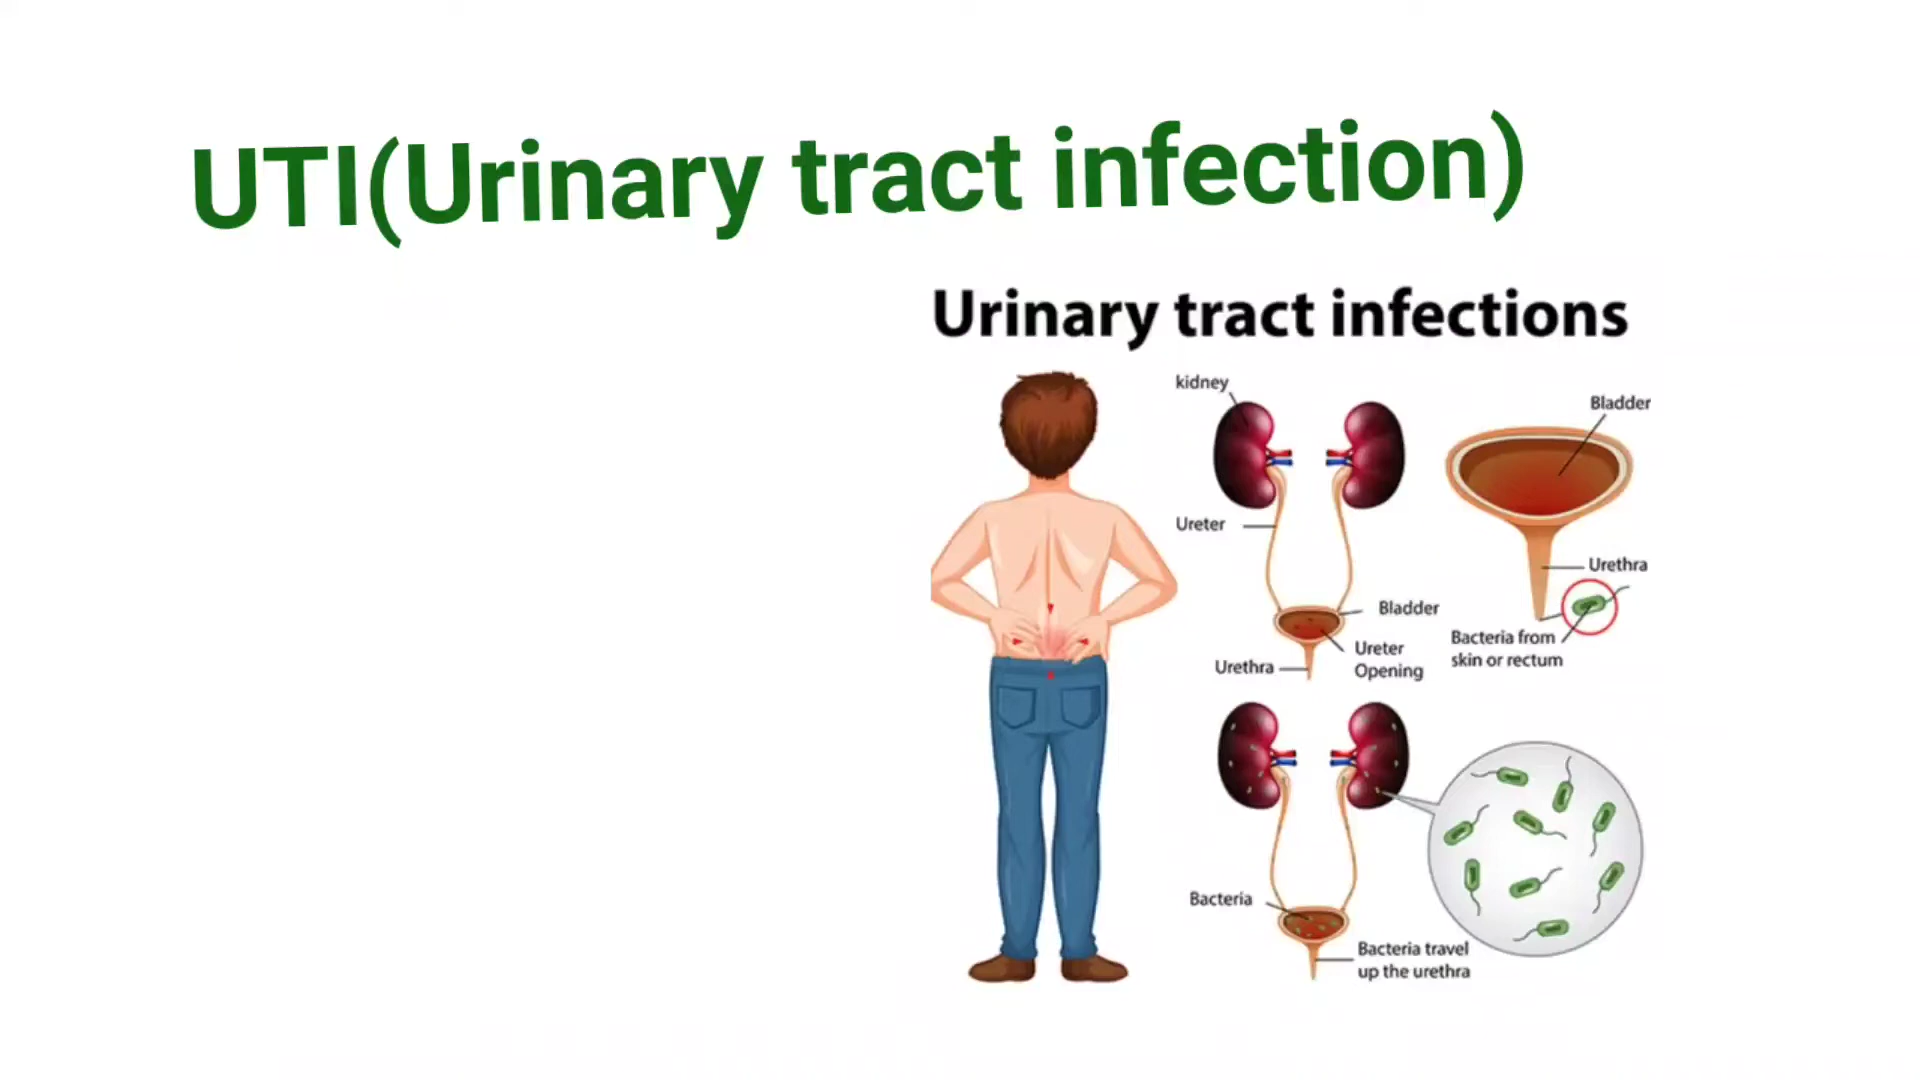 UTI(Urinary tract infection)
Urinary tract infections
kidney
Bladder
Ureter
Urethra
Bladder
Bacteria from
skin or rectum
Ureter
Opening
Urethra
Bacteria
Bacteria travel
up the urethra